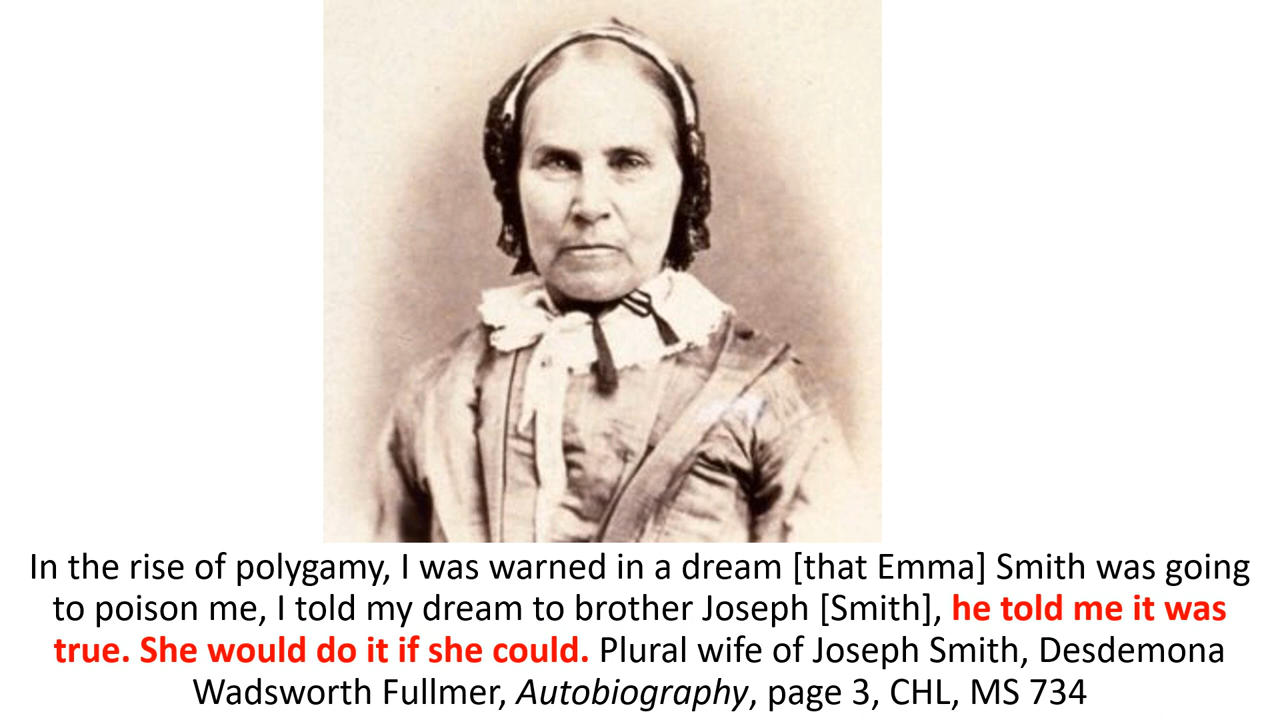 In the rise of polygamy, I was warned in a dream [that Emma] Smith was going
to poison me, I told my dream to brother Joseph [Smith], he told me it was
true. She would do it if she could. Plural wife of Joseph Smith, Desdemona
Wadsworth Fullmer, Autobiography, page 3, CHL, MS 734